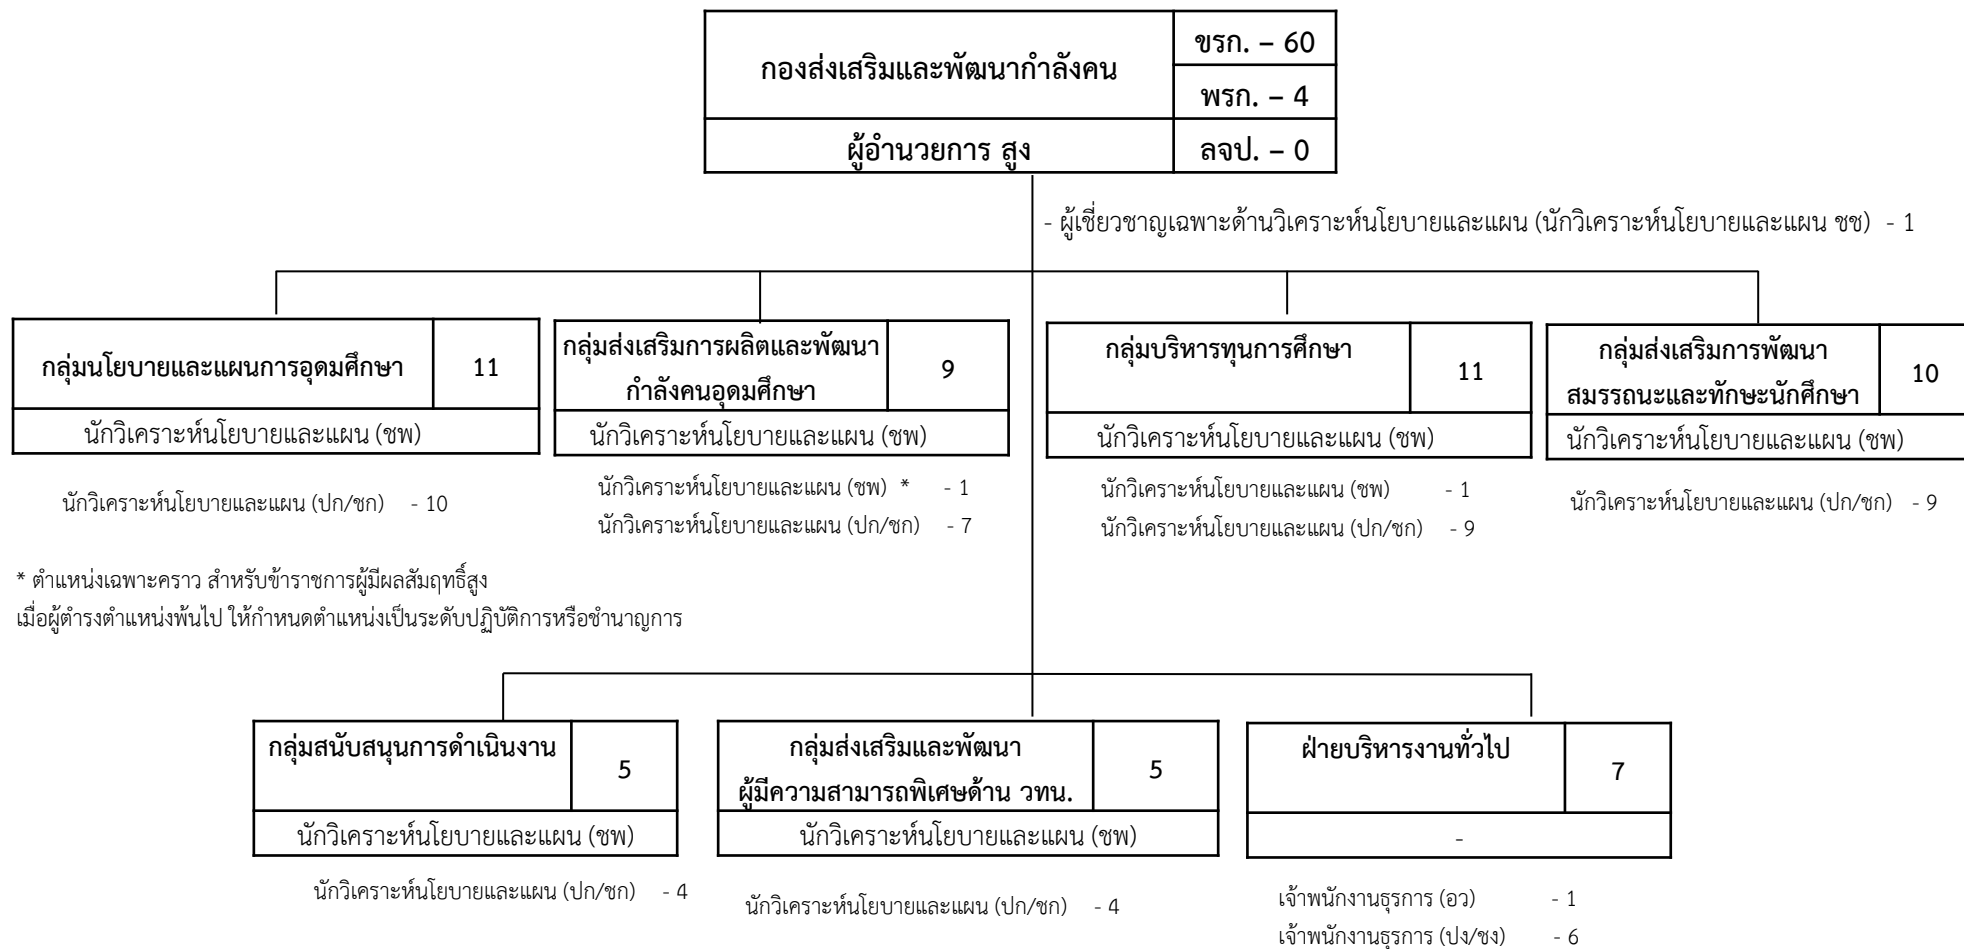 กองส่งเสริมและพัฒนากำลังคน
ขรก. – 60
พรก. – 4
ผู้อำนวยการ สูง
ลจป. – 0
- ผู้เชี่ยวชาญเฉพาะด้านวิเคราะห์นโยบายและแผน (นักวิเคราะห์นโยบายและแผน ชช) - 1
กลุ่มนโยบายและแผนการอุดมศึกษา
11
นักวิเคราะห์นโยบายและแผน (ชพ)
นักวิเคราะห์นโยบายและแผน (ปก/ชก) - 10
กลุ่มส่งเสริมการผลิตและพัฒนา
กำลังคนอุดมศึกษา
9
นักวิเคราะห์นโยบายและแผน (ชพ)
นักวิเคราะห์นโยบายและแผน (ชพ) * - 1
นักวิเคราะห์นโยบายและแผน (ปก/ชก) - 7
กลุ่มบริหารทุนการศึกษา
11
นักวิเคราะห์นโยบายและแผน (ชพ)
นักวิเคราะห์นโยบายและแผน (ชพ) - 1
นักวิเคราะห์นโยบายและแผน (ปก/ชก) - 9
กลุ่มส่งเสริมการพัฒนา
สมรรถนะและทักษะนักศึกษา
10
นักวิเคราะห์นโยบายและแผน (ชพ)
นักวิเคราะห์นโยบายและแผน (ปก/ชก) - 9
* ตำแหน่งเฉพาะคราว สำหรับข้าราชการผู้มีผลสัมฤทธิ์สูง
เมื่อผู้ดำรงตำแหน่งพ้นไป ให้กำหนดตำแหน่งเป็นระดับปฏิบัติการหรือชำนาญการ
กลุ่มสนับสนุนการดำเนินงาน
5
นักวิเคราะห์นโยบายและแผน (ชพ)
นักวิเคราะห์นโยบายและแผน (ปก/ชก) - 4
กลุ่มส่งเสริมและพัฒนา
ผู้มีความสามารถพิเศษด้าน วทน.
5
นักวิเคราะห์นโยบายและแผน (ชพ)
นักวิเคราะห์นโยบายและแผน (ปก/ชก) - 4
ฝ่ายบริหารงานทั่วไป
7
-
เจ้าพนักงานธุรการ (อว) - 1
เจ้าพนักงานธุรการ (ปง/ชง) - 6